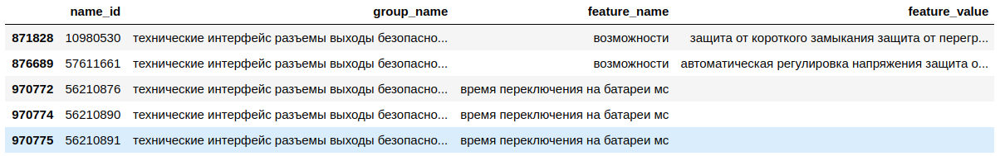 name_id group_name feature_name feature_value
871828 10980530 технические интерфейс разъемы выходы безопасно... возможности защита от короткого замыкания защита от перегр...
876689 57611661 технические интерфейс разъемы выходы безопасно... возможности автоматическая регулировка напряжения защита о...
970772 56210876 технические интерфейс разъемы выходы безопасно... время переключения на батареи мс
970774 56210890 технические интерфейс разъемы выходы безопасно... время переключения на батареи мс
970775 56210891 технические интерфейс разъемы выходы безопасно... время переключения на батареи мс